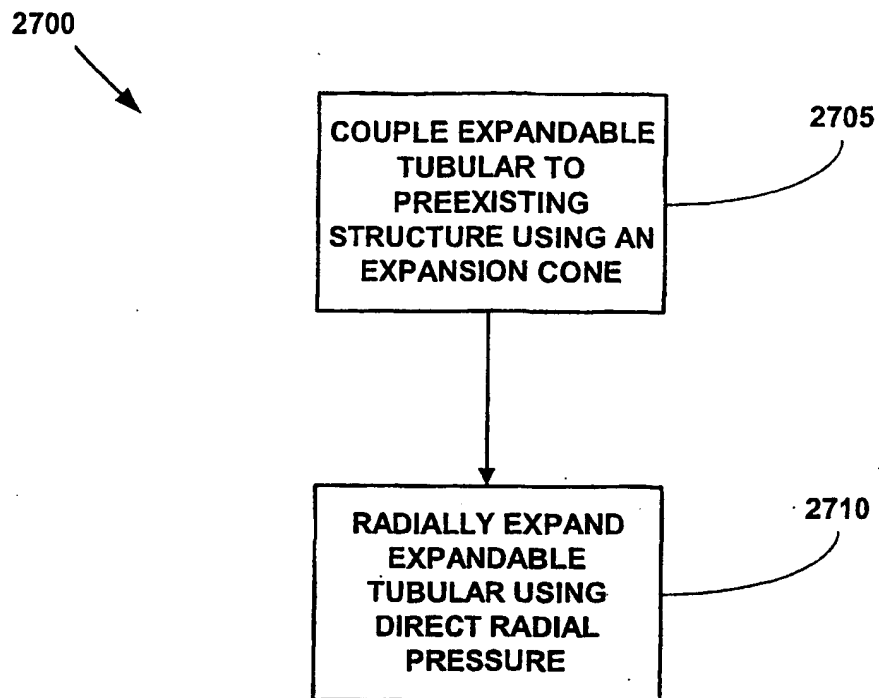 2700
COUPLE EXPANDABLE
TUBULAR TO
PREEXISTING
STRUCTURE USING AN
EXPANSION CONE
2705
RADIALLY EXPAND
EXPANDABLE
TUBULAR USING
DIRECT RADIAL
PRESSURE
2710